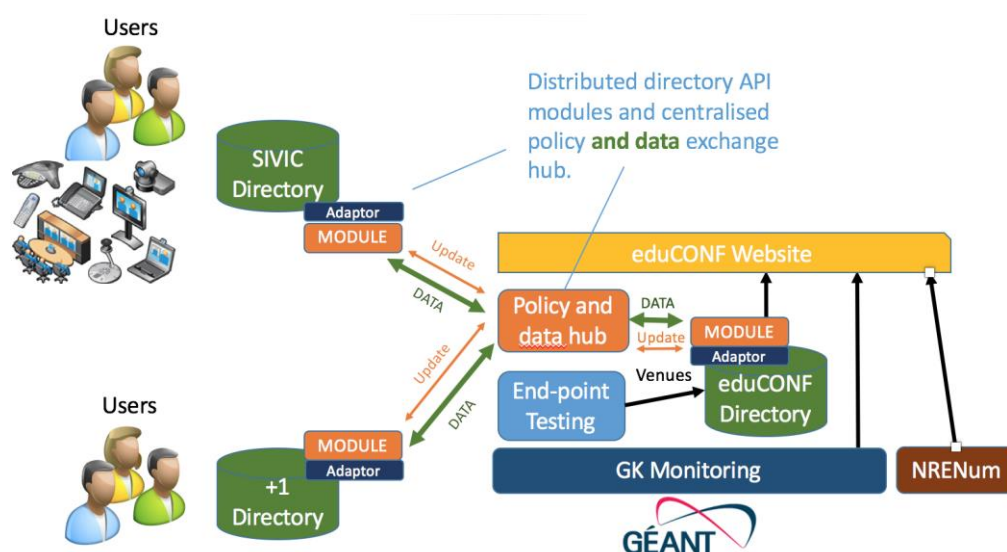 Users
Distributed directory API
modules and centralised
policy and data exchange
hub.
SIVIC
Directory
Adaptor
MODULE
Update
DATA
eduCONF Website
Policy and
data hub
DATA
Update
MODULE
Adaptor
Venues
eduCONF
Directory
End-point
Testing
Update
DATA
Users
MODULE
Adaptor
+1
Directory
GK Monitoring
NRENum
GÉANT